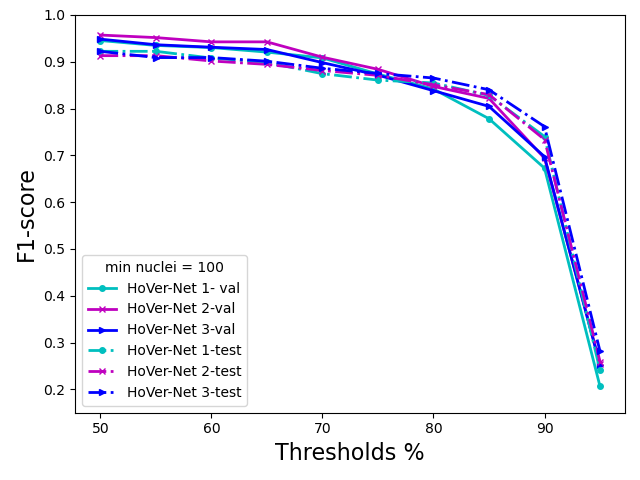 1.0
0.9
0.8
0.7
0.6
0.5
0.4
0.3
0.2
F1-score
min nuclei = 100
HoVer-Net 1- val
HoVer-Net 2-val
HoVer-Net 3-val
HoVer-Net 1-test
HoVer-Net 2-test
HoVer-Net 3-test
50 60 70 80 90
Thresholds %